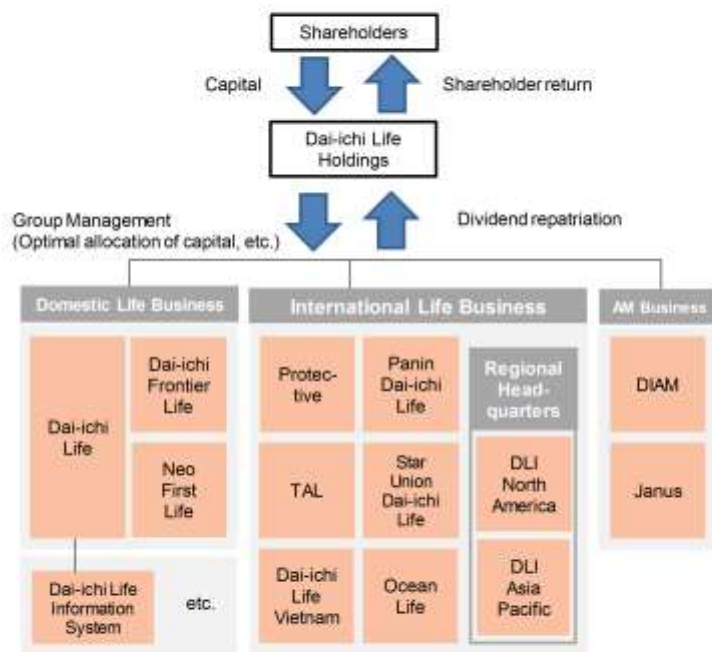 Shareholders
Capital
Shareholder return
Dai-ichi Life
Holdings
Group Management
(Optimal allocation of capital, etc.)
Dividend repatriation
Domestic Life Business
International Life Business
AM Business
Dai-ichi
Life
Dai-ichi
Frontier
Life
Neo
First
Life
Dai-ichi Life
Information
System
etc.
Protec-
tive
Panin
Dai-ichi
Life
TAL
Star
Union
Dai-ichi
Life
Dai-ichi
Life
Vietnam
Ocean
Life
Regional
Head-
quarters
DLI
North
America
DLI
Asia
Pacific
DIAM
Janus